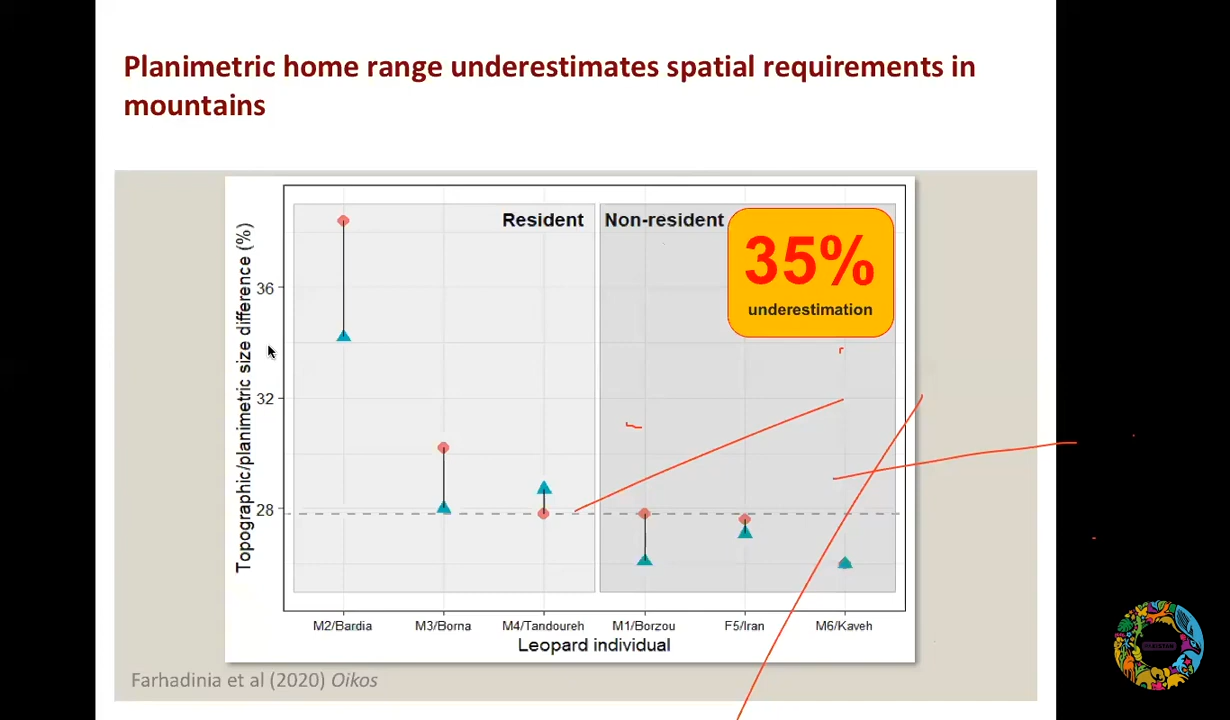 Planimetric home range underestimates spatial requirements in
mountains
Topographic/planimetric size difference (%)
36
32
28
Resident
Non-resident
35%
underestimation
M2/Bardia
M3/Borna
M4/Tandoureh
M1/Borzou
F5/Iran
M6/Kaveh
Leopard individual
Farhadinia et al (2020) Oikos